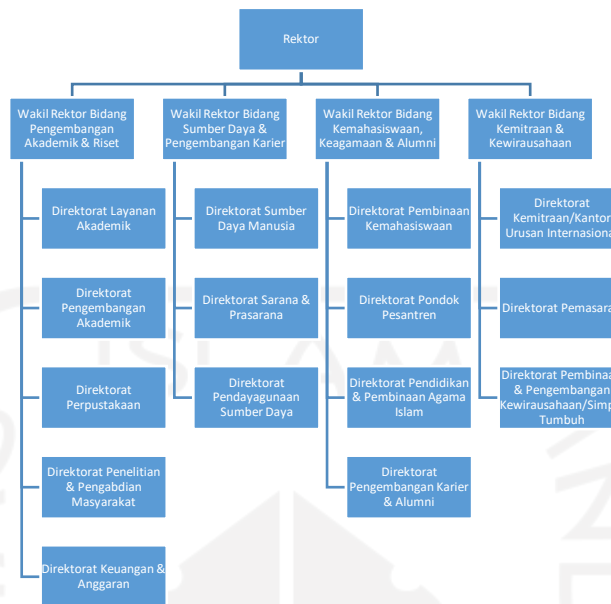 Rektor
Wakil Rektor Bidang
Pengembangan
Akademik & Riset
Wakil Rektor Bidang
Sumber Daya &
Pengembangan Karier
Wakil Rektor Bidang
Kemahasiswaan,
Keagamaan & Alumni
Wakil Rektor Bidang
Kemitraan &
Kewirausahaan
Direktorat Layanan
Akademik
Direktorat
Pengembangan
Akademik
Direktorat
Perpustakaan
Direktorat Penelitian
& Pengabdian
Masyarakat
Direktorat Keuangan &
Anggaran
Direktorat Sumber
Daya Manusia
Direktorat Sarana &
Prasarana
Direktorat
Pendayagunaan
Sumber Daya
Direktorat Pembinaan
Kemahasiswaan
Direktorat Pondok
Pesantren
Direktorat Pendidikan
& Pembinaan Agama
Islam
Direktorat
Pengembangan Karier
& Alumni
Direktorat
Kemitraan/Kantor
Urusan Internasiona
Direktorat Pemasara
Direktorat Pembinaa
& Pengembangan
Kewirausahaan/Simp
Tumbuh
ISLAM